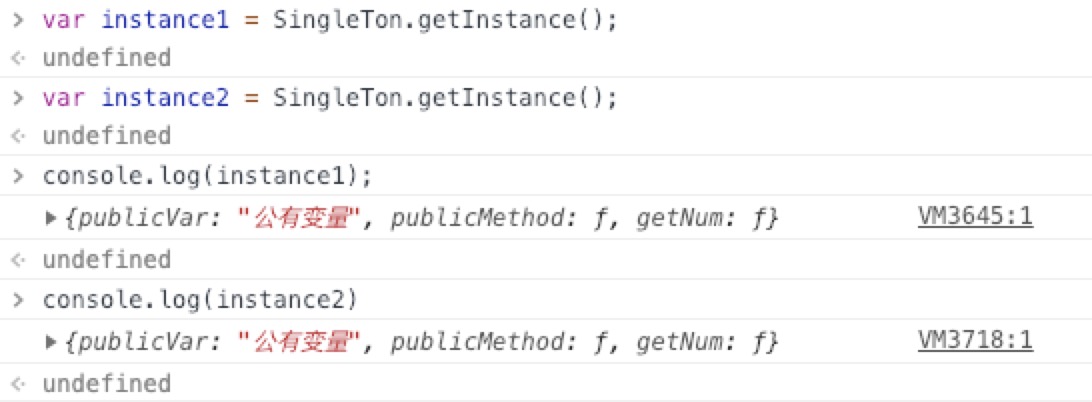 > var instance1 = SingleTon.getInstance();
<· undefined
> var instance2 = SingleTon.getInstance();
<· undefined
> console.log(instance1);
▶ {publicVar: "公有变量", publicMethod: ƒ, getNum: ƒ} VM3645:1
<· undefined
> console.log(instance2)
▶ {publicVar: "公有变量", publicMethod: ƒ, getNum: ƒ} VM3718:1
<· undefined